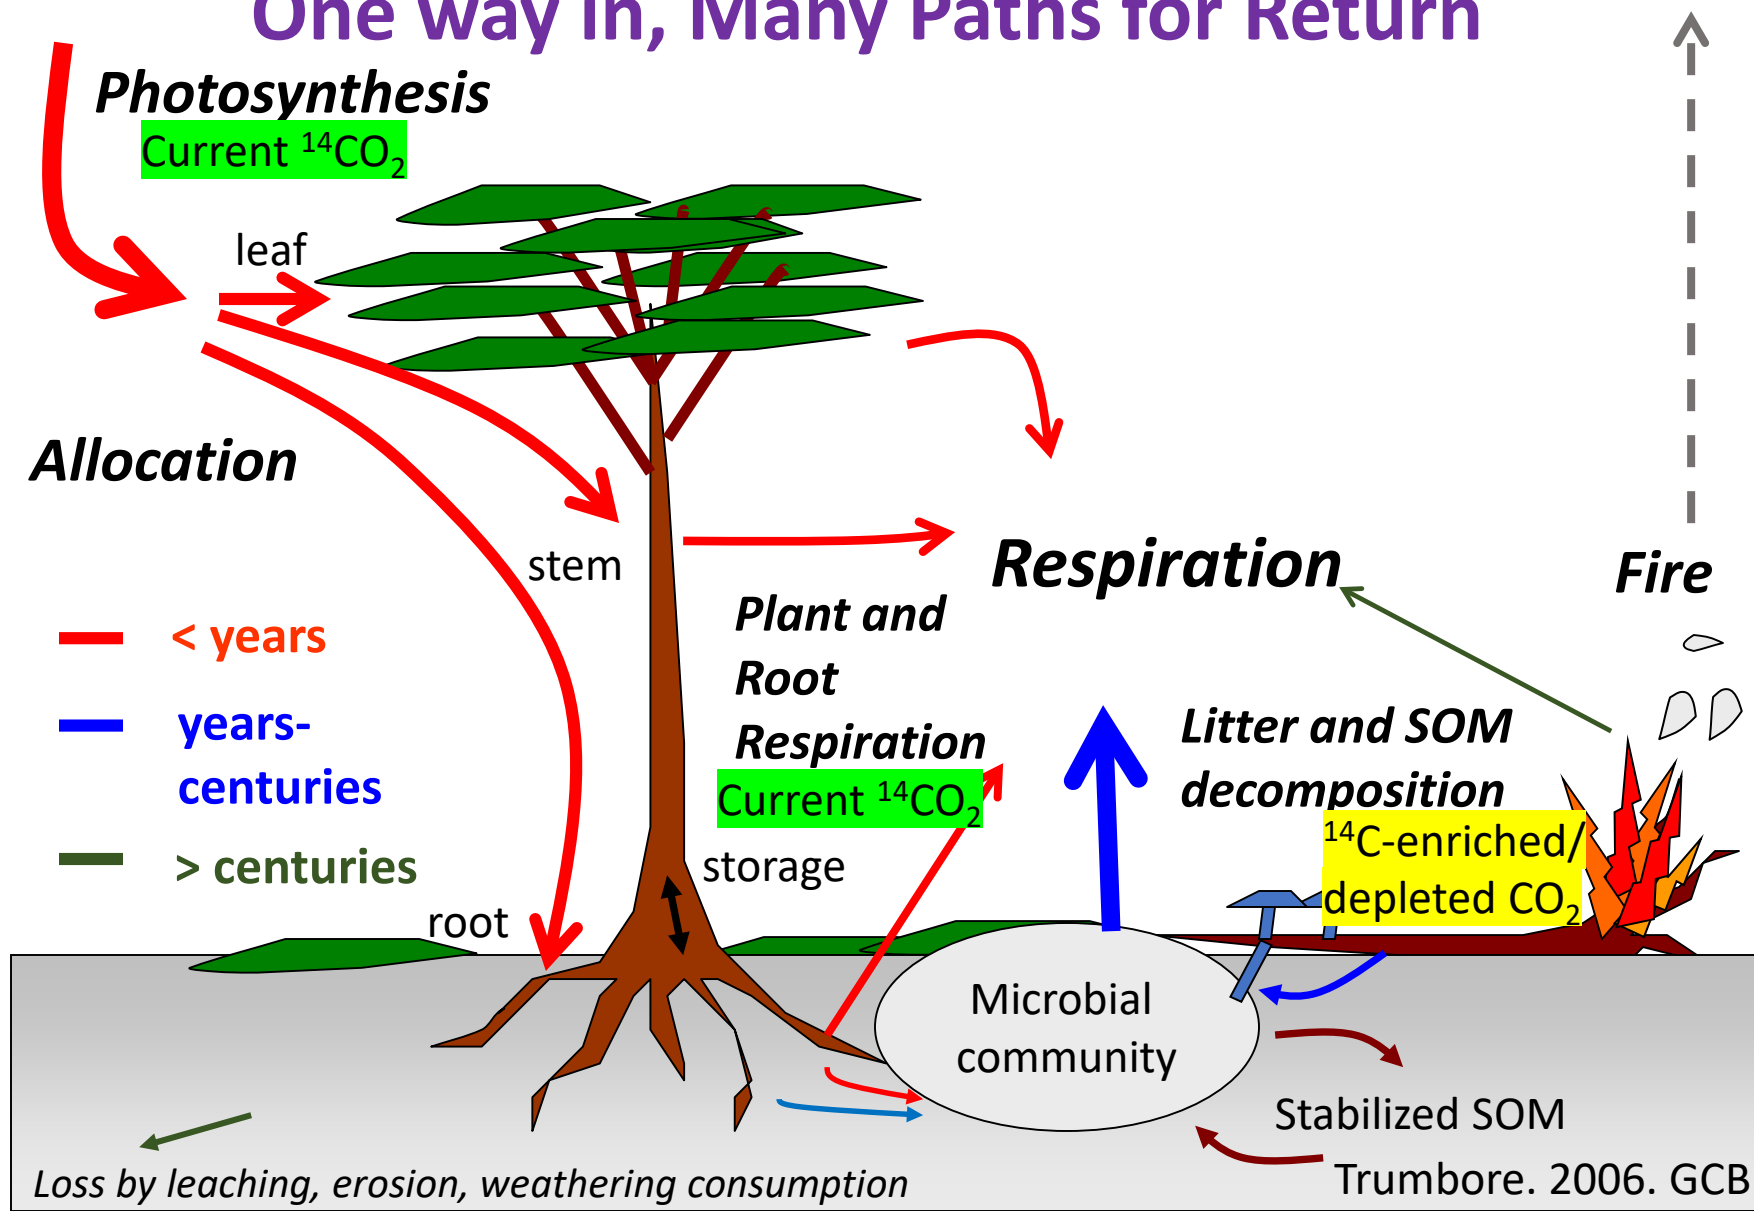 One way in, Many Paths for Return
Photosynthesis
Current ¹⁴CO₂
leaf
Allocation
stem
Respiration
Fire
< years
years-
centuries
> centuries
Plant and
Root
Respiration
Current ¹⁴CO₂
Litter and SOM
decomposition
¹⁴C-enriched/
depleted CO₂
storage
root
Microbial
community
Stabilized SOM
Loss by leaching, erosion, weathering consumption
Trumbore. 2006. GCB